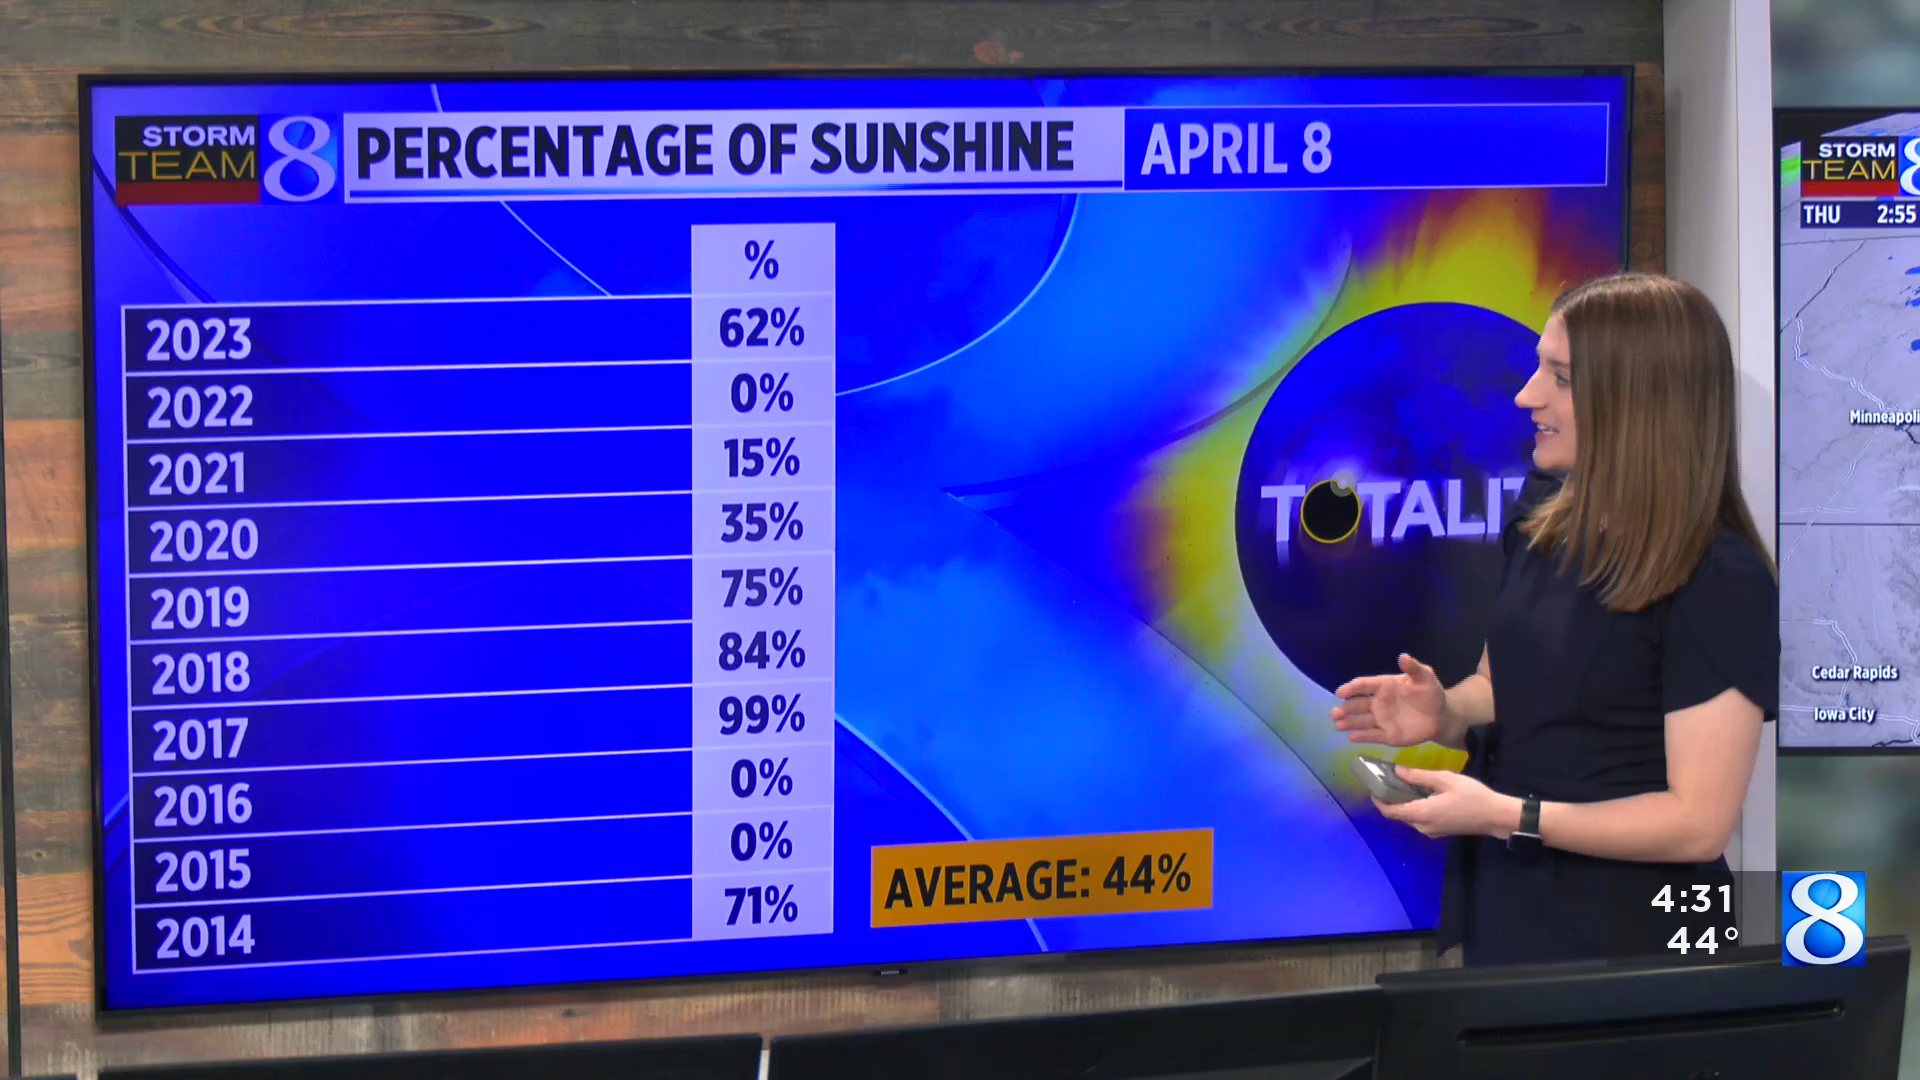 STORM
TEAM
8
PERCENTAGE OF SUNSHINE
APRIL 8
%
2023 62%
2022 0%
2021 15%
2020 35%
2019 75%
2018 84%
2017 99%
2016 0%
2015 0%
2014 71%
AVERAGE: 44%
STORM
TEAM
8
THU 2:55
Cedar Rapids
Iowa City
4:31
44°
8